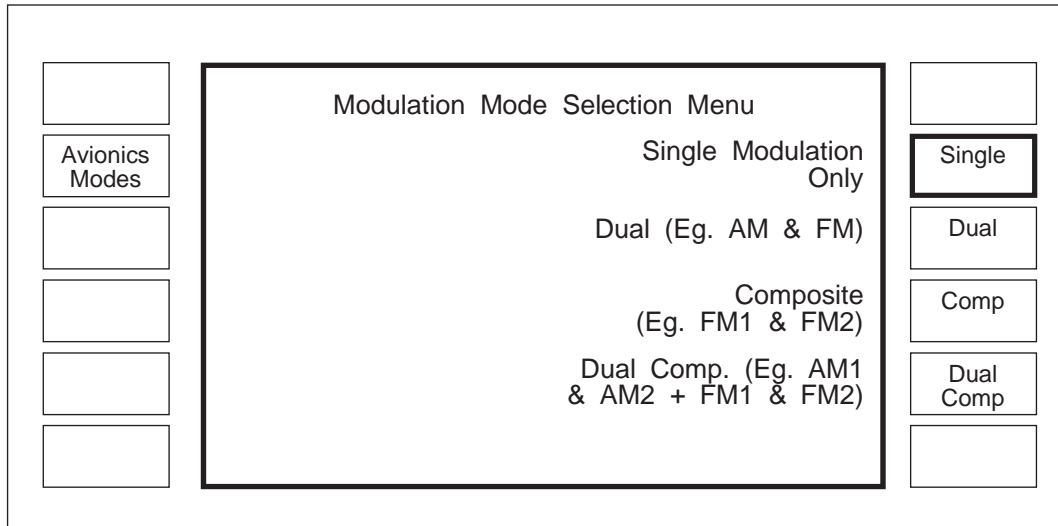 Modulation Mode Selection Menu
Avionics
Modes
Single Modulation
Only
Single
Dual (Eg. AM & FM)
Dual
Composite
(Eg. FM1 & FM2)
Comp
Dual Comp. (Eg. AM1
& AM2 + FM1 & FM2)
Dual
Comp